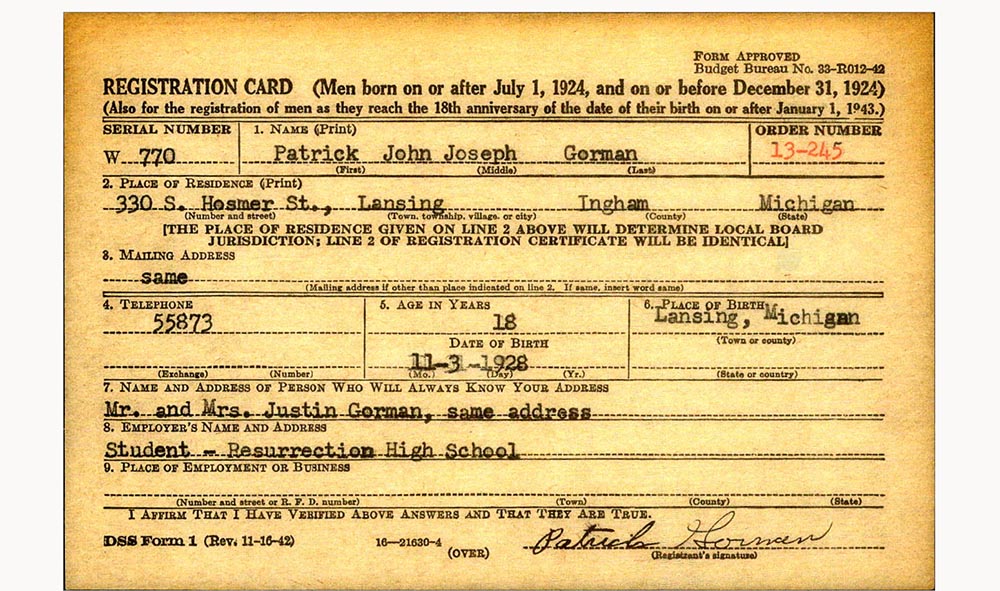 FORM APPROVED
Budget Bureau No. 33-R012-42
REGISTRATION CARD (Men born on or after July 1, 1924, and on or before December 31, 1924)
(Also for the registration of men as they reach the 18th anniversary of the date of their birth on or after January 1, 1943.)
SERIAL NUMBER 1. NAME (Print) ORDER NUMBER
W 770 Patrick John Joseph Gorman 13-245
(First) (Middle) (Last)
2. PLACE OF RESIDENCE (Print)
330 S. Hosmer St., Lansing Ingham Michigan
(Number and street) (Town, township, village, or city) (County) (State)
[THE PLACE OF RESIDENCE GIVEN ON LINE 2 ABOVE WILL DETERMINE LOCAL BOARD
JURISDICTION; LINE 2 OF REGISTRATION CERTIFICATE WILL BE IDENTICAL]
3. MAILING ADDRESS
same
(Mailing address if other than place indicated on line 2. If same, insert word same)
4. TELEPHONE 5. AGE IN YEARS 6. PLACE OF BIRTH
55873 18 Lansing, Michigan
DATE OF BIRTH (Town or county)
11-3-1928
(Exchange) (Number) (Mo.) (Day) (Yr.) (State or country)
7. NAME AND ADDRESS OF PERSON WHO WILL ALWAYS KNOW YOUR ADDRESS
Mr. and Mrs. Justin Gorman, same address
8. EMPLOYER'S NAME AND ADDRESS
Student - Resurrection High School
9. PLACE OF EMPLOYMENT OR BUSINESS
(Number and street or R. F. D. number) (Town) (County) (State)
I AFFIRM THAT I HAVE VERIFIED ABOVE ANSWERS AND THAT THEY ARE TRUE.
DSS Form 1 (Rev. 11-16-42) 16-21630-4 (OVER) Patrick Gorman
(Registrant's signature)